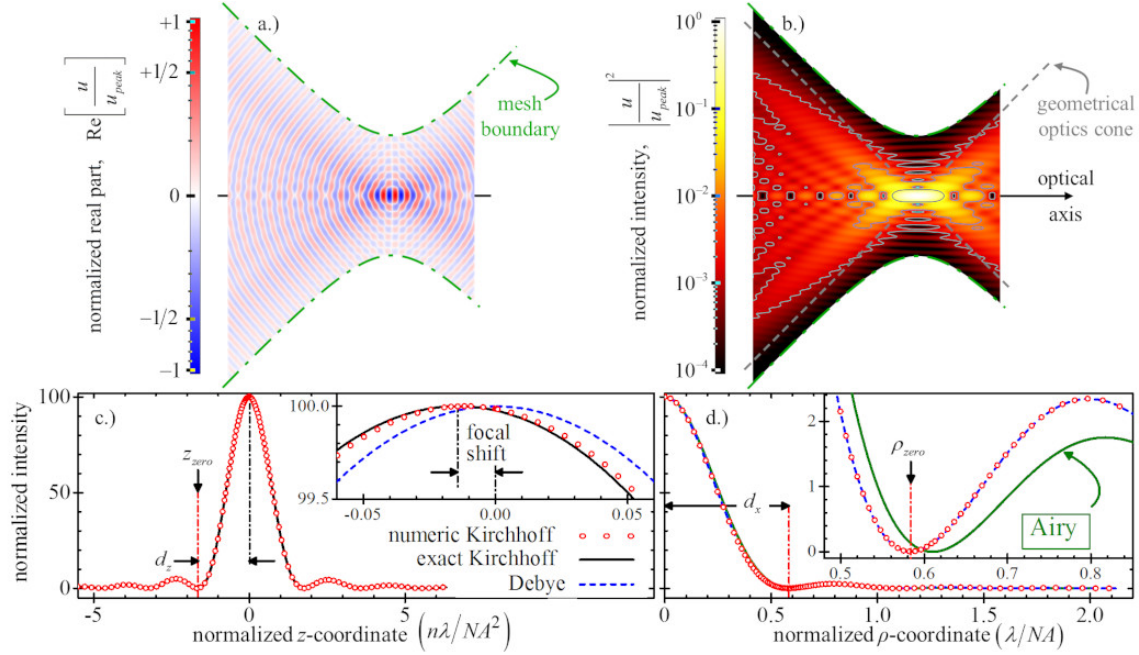 +1
+1/2
0
−1/2
−1
normalized real part, Re[u/u_peak]
a.)
mesh
boundary
10^0
10^-1
10^-2
10^-3
10^-4
normalized intensity, |u/u_peak|^2
b.)
geometrical
optics cone
optical
axis
normalized intensity
100
50
0
c.)
z_zero
d_z
-5
0
5
normalized z-coordinate (nλ/NA^2)
100.0
99.5
-0.05
0.00
0.05
focal
shift
numeric Kirchhoff
exact Kirchhoff
Debye
d.)
d_x
0.0
0.5
1.0
1.5
2.0
normalized ρ-coordinate (λ/NA)
2
1
0
0.5
0.6
0.7
0.8
ρ_zero
Airy